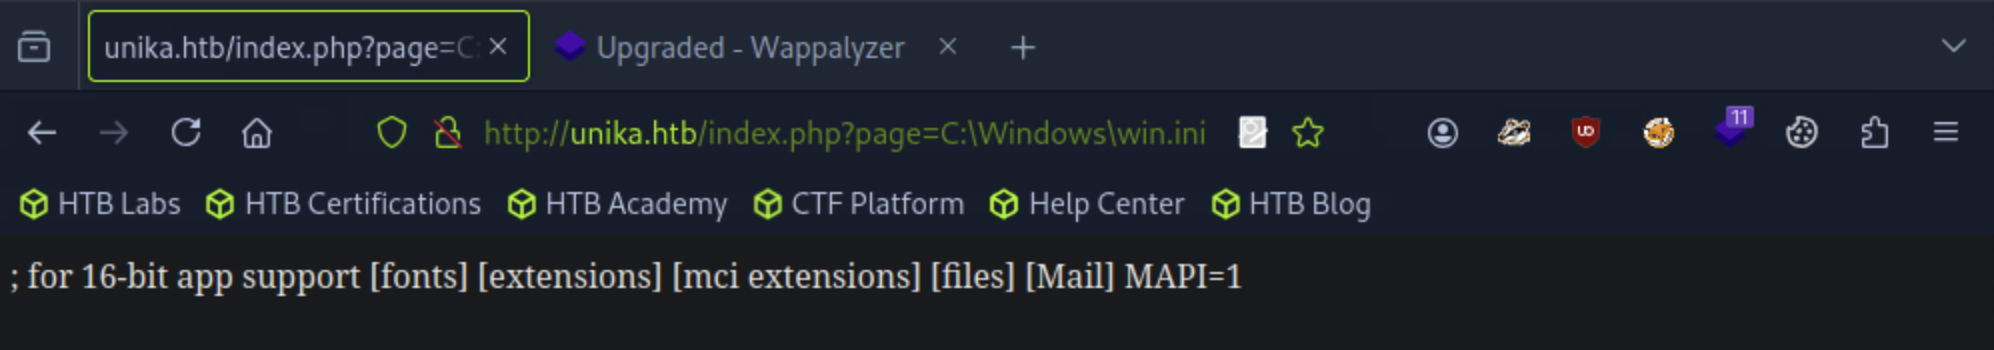 unika.htb/index.php?page=C: Upgraded - Wappalyzer
http://unika.htb/index.php?page=C:\Windows\win.ini 11
HTB Labs HTB Certifications HTB Academy CTF Platform Help Center HTB Blog
; for 16-bit app support [fonts] [extensions] [mci extensions] [files] [Mail] MAPI=1